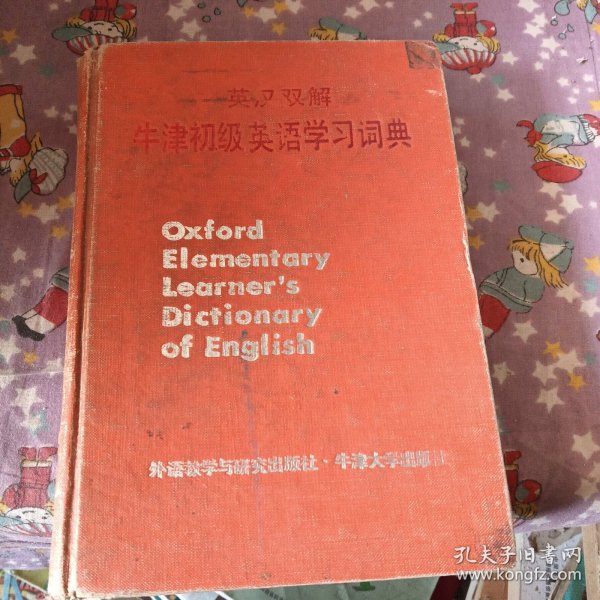 英汉双解
牛津初级英语学习词典
Oxford
Elementary
Learner's
Dictionary
of English
外语教学与研究出版社·牛津大学出版社
孔夫子旧书网
www.kongfz.com